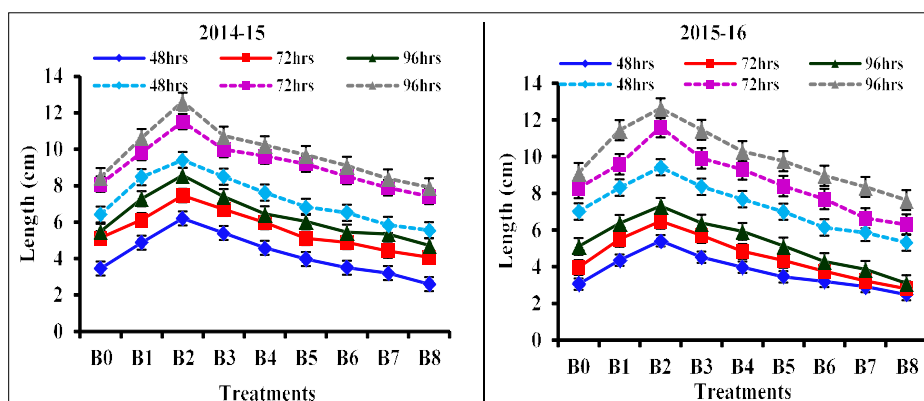 2014-15
48hrs 72hrs 96hrs
48hrs 72hrs 96hrs
14
12
10
8
6
4
2
0
Length (cm)
B0 B1 B2 B3 B4 B5 B6 B7 B8
Treatments
2015-16
48hrs 72hrs 96hrs
48hrs 72hrs 96hrs
14
12
10
8
6
4
2
0
Length (cm)
B0 B1 B2 B3 B4 B5 B6 B7 B8
Treatments